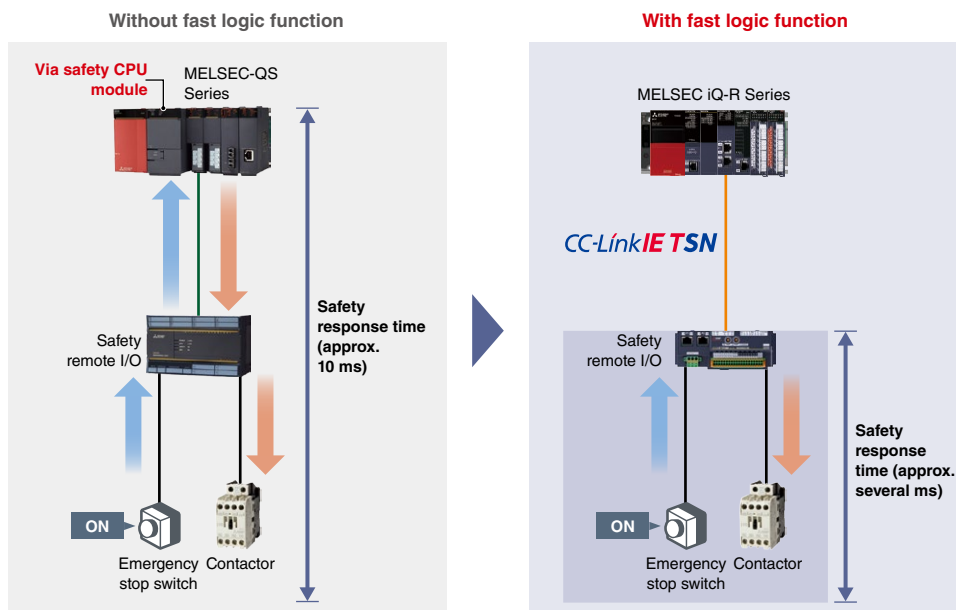 Without fast logic function
Via safety CPU
module
MELSEC-QS
Series
Safety
remote I/O
Safety
response time
(approx.
10 ms)
ON
Emergency
stop switch
Contactor
With fast logic function
MELSEC iQ-R Series
CC-Link IE TSN
Safety
remote I/O
Safety
response
time (approx.
several ms)
ON
Emergency
stop switch
Contactor